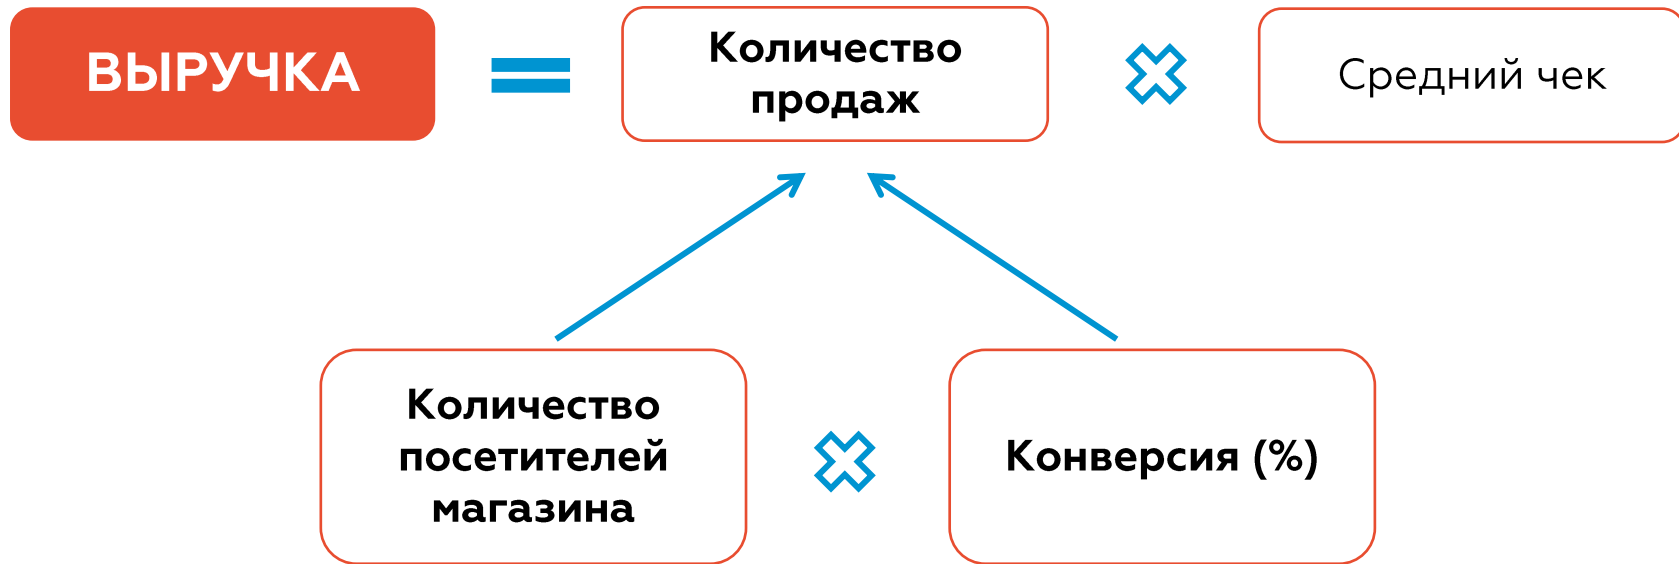 ВЫРУЧКА
Количество
продаж
Средний чек
Количество
посетителей
магазина
Конверсия (%)